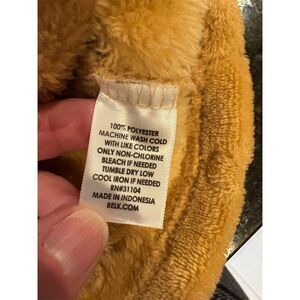 100% POLYESTER
MACHINE WASH COLD
WITH LIKE COLORS
ONLY NON-CHLORINE
BLEACH IF NEEDED
TUMBLE DRY LOW
COOL IRON IF NEEDED
RN#31104
MADE IN INDONESIA
BELK.COM